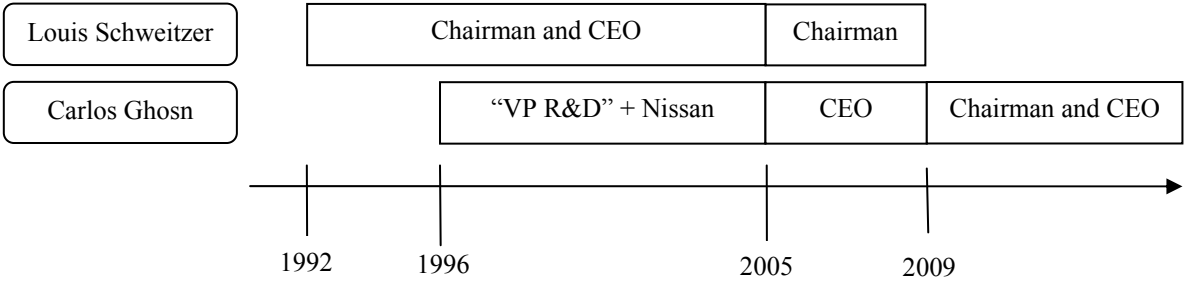 Louis Schweitzer Chairman and CEO Chairman
Carlos Ghosn “VP R&D” + Nissan CEO Chairman and CEO
1992 1996 2005 2009